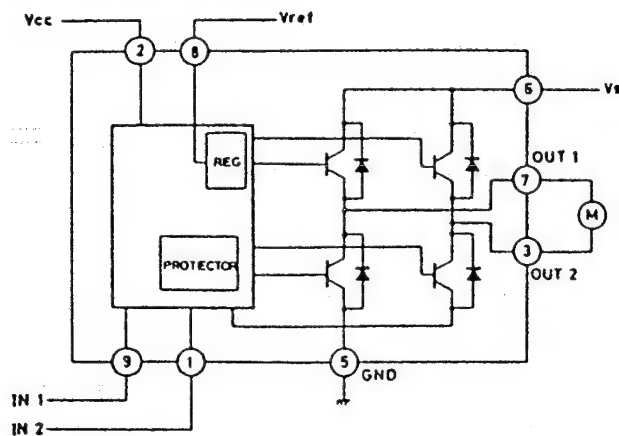 Vcc
Vref
2
8
6
Vs
REG
OUT 1
7
M
PROTECTOR
3
OUT 2
9
1
5
GND
IN 1
IN 2